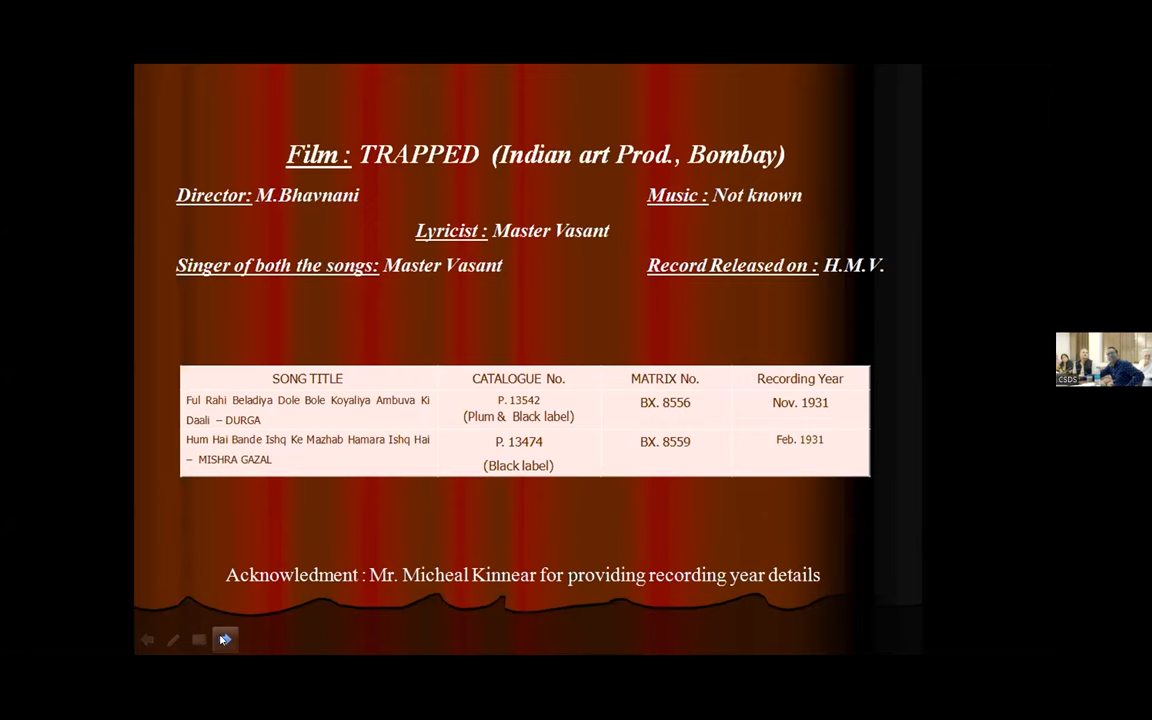 Film : TRAPPED (Indian art Prod., Bombay)
Director: M.Bhavnani Music : Not known
Lyricist : Master Vasant
Singer of both the songs: Master Vasant Record Released on : H.M.V.
SONG TITLE CATALOGUE No. MATRIX No. Recording Year
Ful Rahi Beladiya Dole Bole Koyaliya Ambuva Ki
Daali – DURGA
P. 13542
(Plum & Black label)
BX. 8556
Nov. 1931
Hum Hai Bande Ishq Ke Mazhab Hamara Ishq Hai
– MISHRA GAZAL
P. 13474
(Black label)
BX. 8559
Feb. 1931
Acknowledment : Mr. Micheal Kinnear for providing recording year details
CSDS